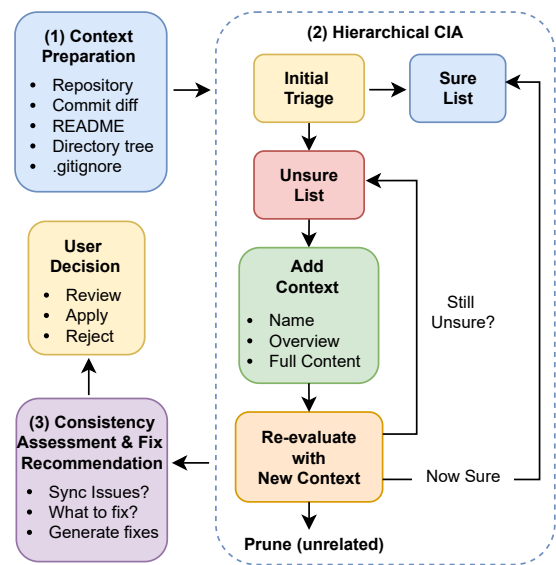 (1) Context
Preparation
• Repository
• Commit diff
• README
• Directory tree
• .gitignore
(2) Hierarchical CIA
Initial
Triage
Sure
List
Unsure
List
Add
Context
• Name
• Overview
• Full Content
Still
Unsure?
Re-evaluate
with
New Context
Now Sure
Prune (unrelated)
(3) Consistency
Assessment & Fix
Recommendation
• Sync Issues?
• What to fix?
• Generate fixes
User
Decision
• Review
• Apply
• Reject